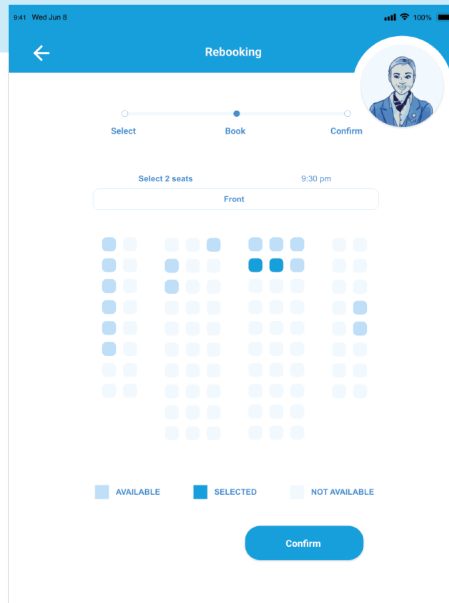 9:41 Wed Jun 8
100%
Rebooking
Select
Book
Confirm
Select 2 seats
9:30 pm
Front
AVAILABLE
SELECTED
NOT AVAILABLE
Confirm